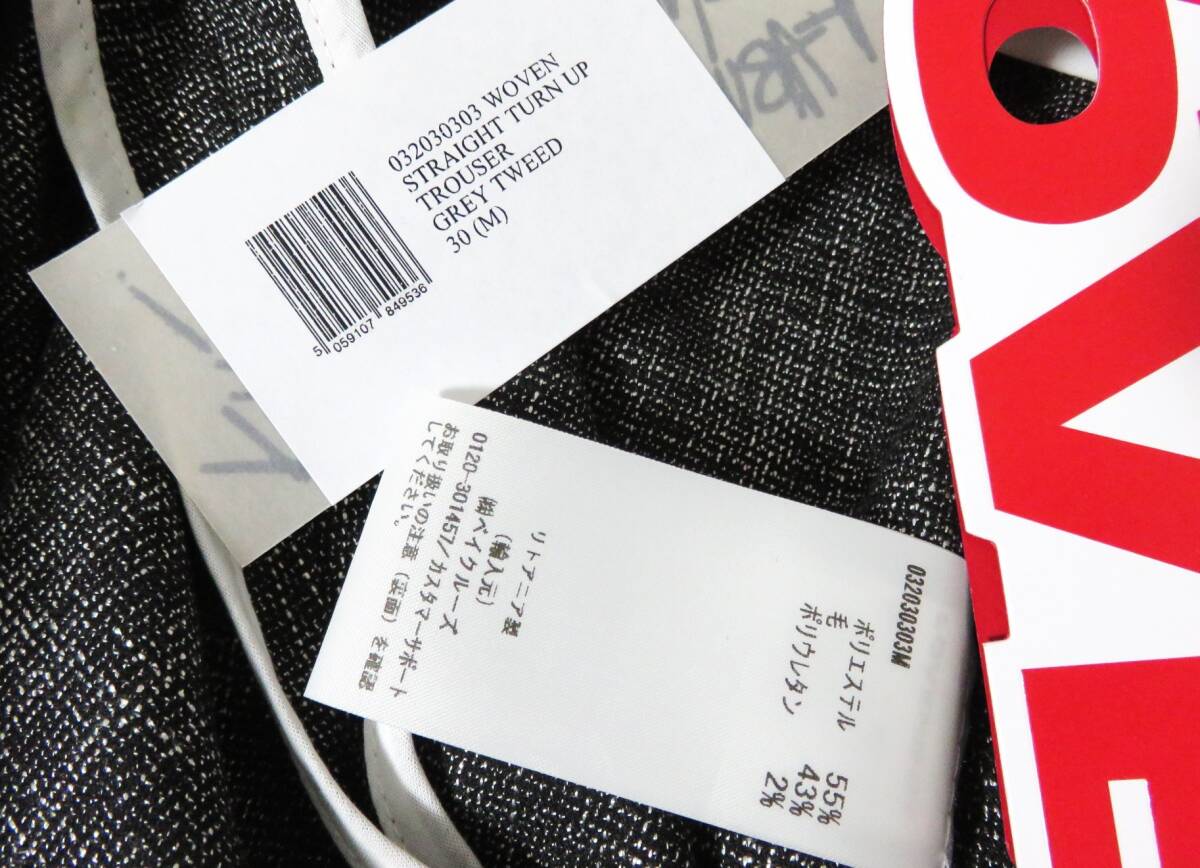 032030303 WOVEN
STRAIGHT TURN UP
TROUSER
GREY TWEED
30 (M)
5 059107 849536
032030303M
ポリエステル 55%
毛 43%
ポリウレタン 2%
リトアニア製
(輸入元)
㈱ベイクルーズ
0120-301457/カスタマーサポート
お取り扱いの注意(裏面)を確認
してください。
OVE